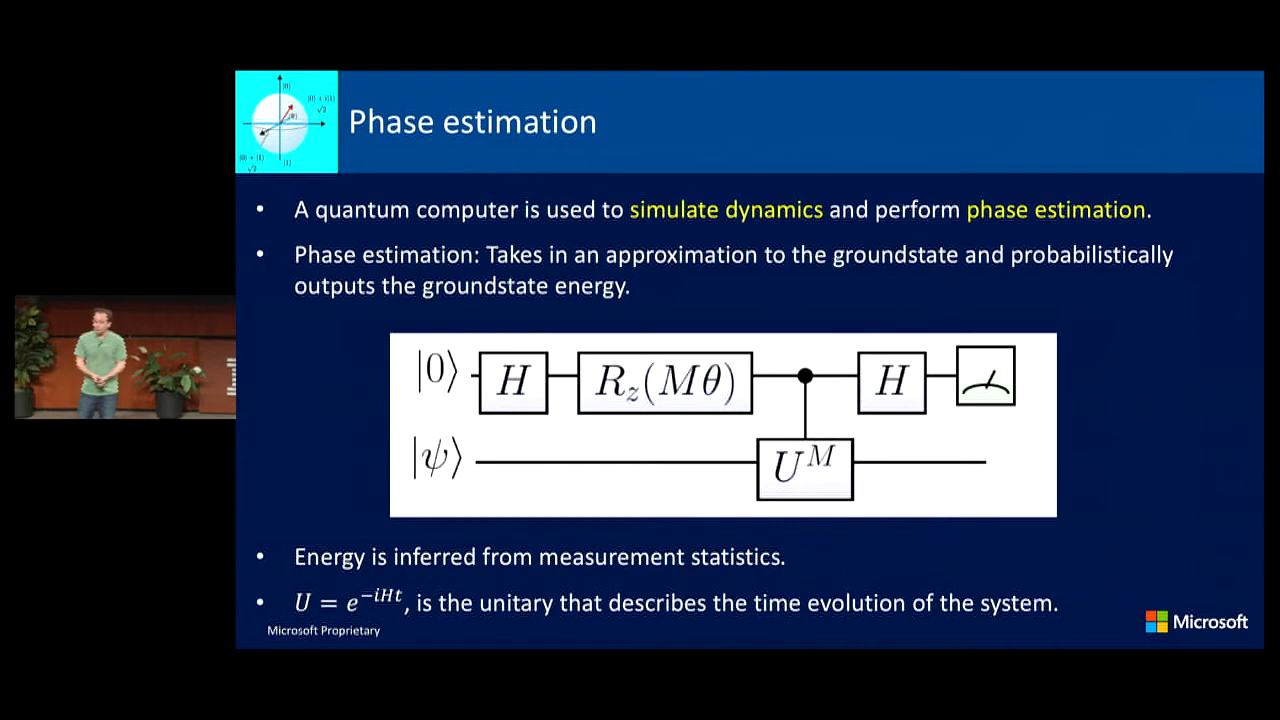 Phase estimation
• A quantum computer is used to simulate dynamics and perform phase estimation.
• Phase estimation: Takes in an approximation to the groundstate and probabilistically
outputs the groundstate energy.
|0⟩ H R_z(Mθ) H
|ψ⟩ U^M
• Energy is inferred from measurement statistics.
• U = e^{-iHt}, is the unitary that describes the time evolution of the system.
Microsoft Proprietary
Microsoft